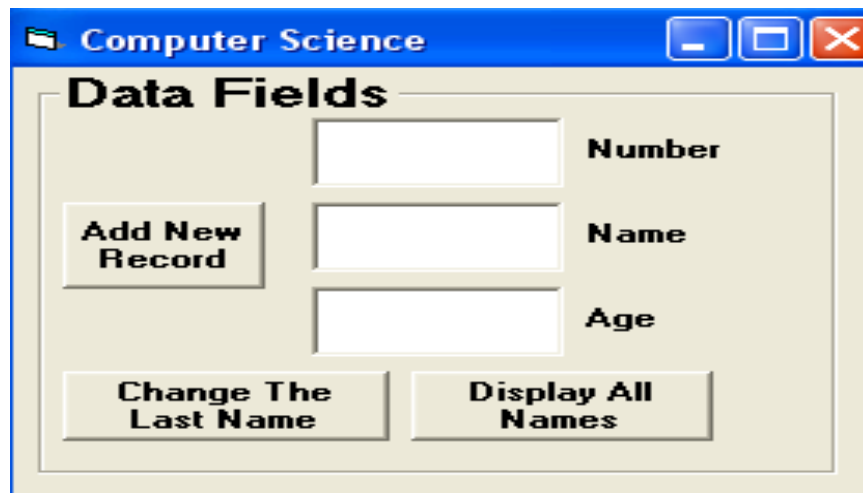 Computer Science
Data Fields
Number
Add New
Record
Name
Age
Change The
Last Name
Display All
Names